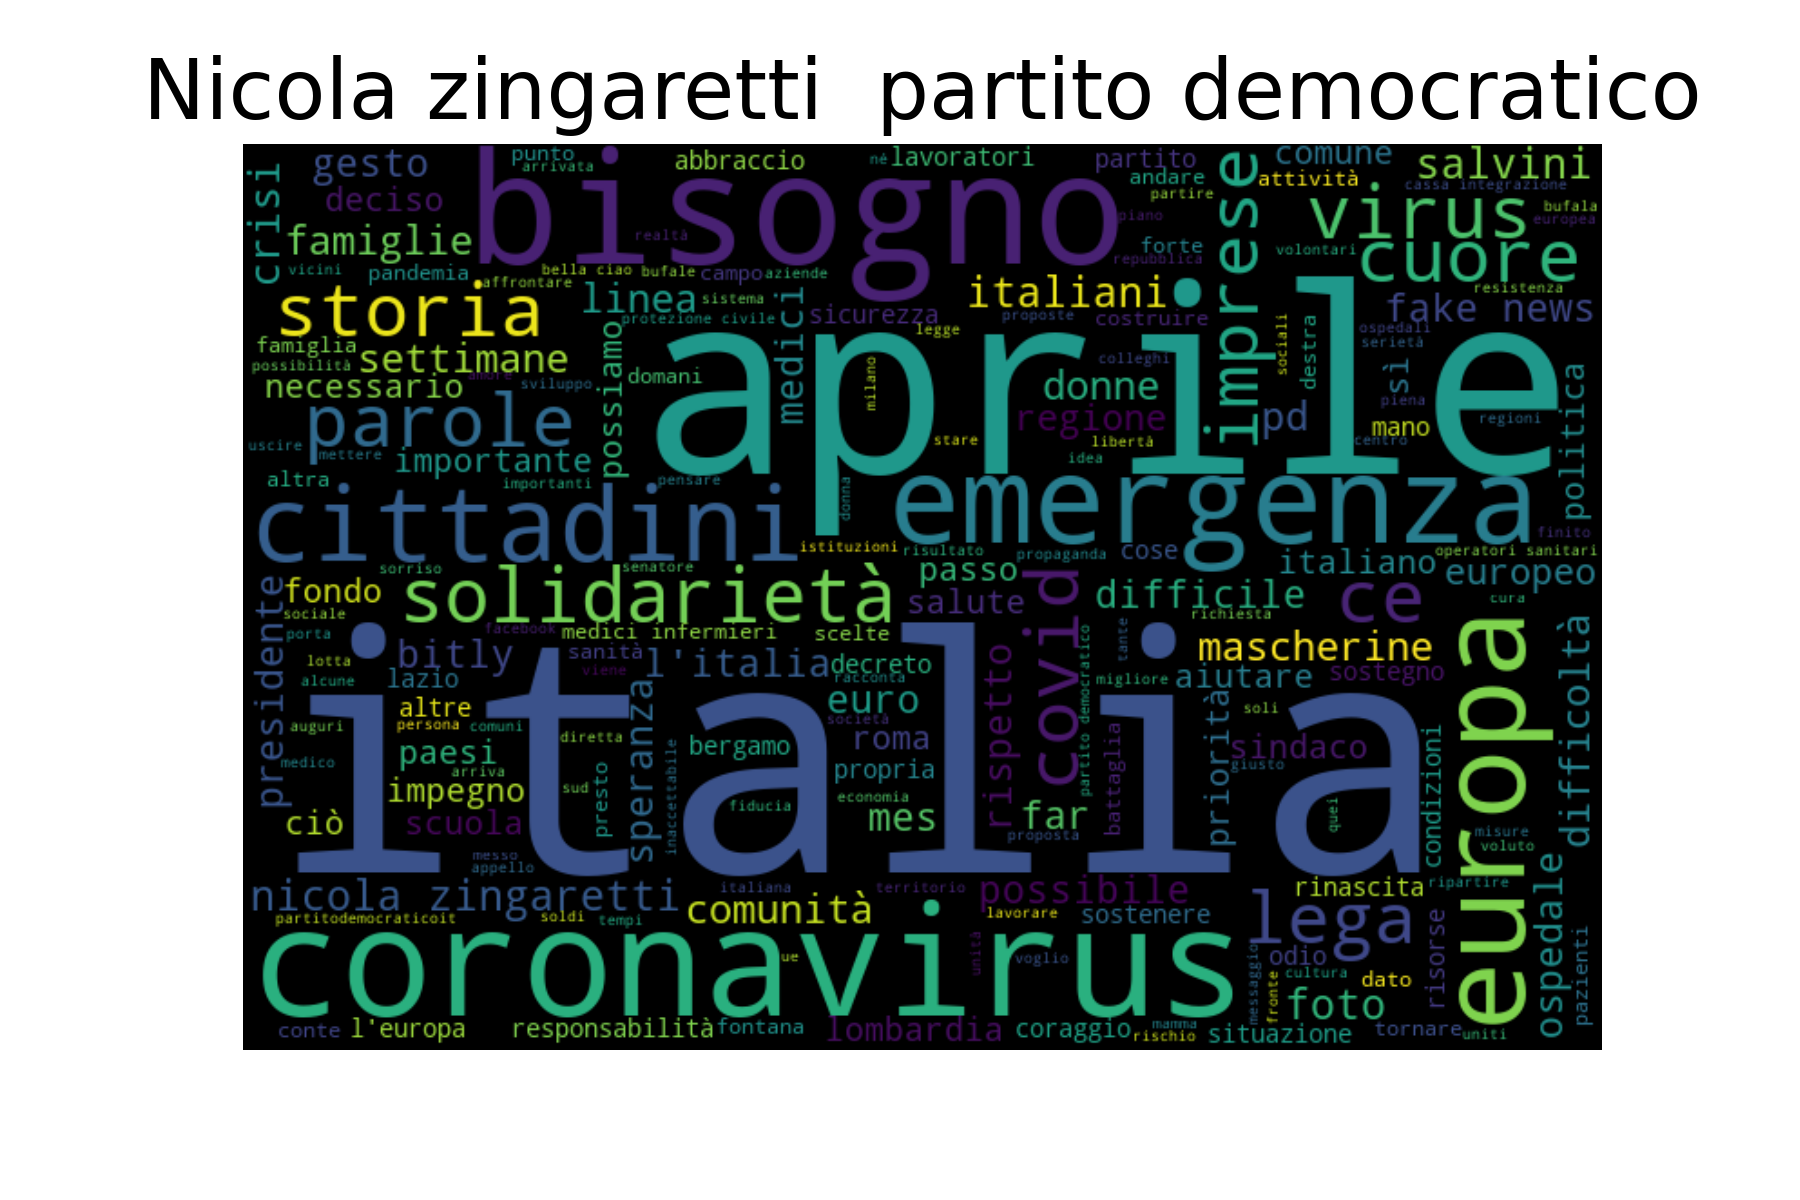 Nicola zingaretti  partito democratico
crisi
gesto
punto
arrivata
abbraccio
né
lavoratori
partito
comune
salvini
deciso
bisogno
andare
partire
attività
cassa integrazione
virus
bufala
europea
famiglie
realtà
piano
forte
repubblica
imprese
volontari
cuore
vicini
pandemia
bella ciao
bufale
campo
aziende
affrontare
storia
linea
sistema
medici
italiani
resistenza
fake news
protezione civile
sicurezza
proposte
costruire
legge
aprile
famiglia
settimane
possibilità
possiamo
domani
milano
colleghi
sociali
destra
ospedali
serietà
necessario
amore
sviluppo
donne
sì
piena
politica
parole
regione
pd
mano
regioni
uscire
mettere
importante
stare
libertà
centro
idea
altra
importanti
pensare
donna
emergenza
cittadini
istituzioni
risultato
propaganda
cose
finito
italiano
operatori sanitari
sorriso
senatore
passo
covid
europeo
presidente
fondo
solidarietà
salute
difficile
ce
cura
sociale
richiesta
porta
facebook
medici infermieri
scelte
tante
mascherine
europa
difficoltà
lotta
bitly
sanità
viene
l'italia
decreto
rispetto
partito democratico
migliore
aiutare
sostegno
alcune
lazio
racconta
italia
altre
speranza
euro
priorità
soli
auguri
persona
comuni
diretta
società
battaglia
paesi
bergamo
roma
sindaco
condizioni
medico
arriva
inaccettabile
propria
giusto
impegno
sud
presto
fiducia
economia
quei
ciò
scuola
mes
far
proposta
misure
voluto
messo
appello
nicola zingaretti
italiana
territorio
possibile
rinascita
ripartire
ospedale
partitodemocraticoit
soldi
tempi
comunità
lavorare
sostenere
lega
risorse
pazienti
coronavirus
ue
unità
voglio
messaggio
odio
fronte
cultura
dato
foto
conte
l'europa
responsabilità
fontana
lombardia
coraggio
mamma
rischio
situazione
tornare
uniti